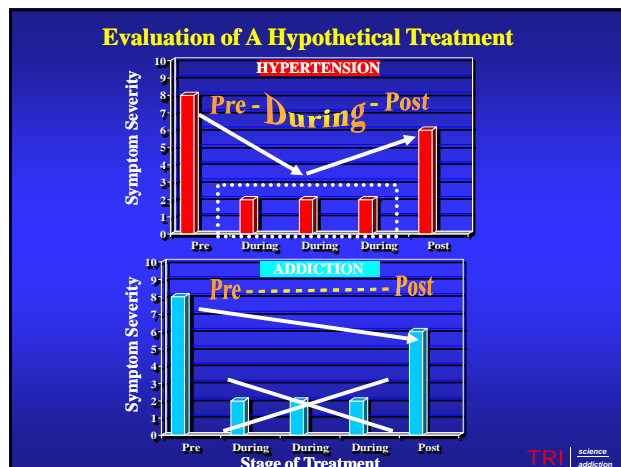 Evaluation of A Hypothetical Treatment
HYPERTENSION
Pre - During - Post
Symptom Severity
10
9
8
7
6
5
4
3
2
1
0
Pre During During During Post
ADDICTION
Pre - - - - - - - - - - Post
Symptom Severity
10
9
8
7
6
5
4
3
2
1
0
Pre During During During Post
Stage of Treatment
TRI
science
addiction